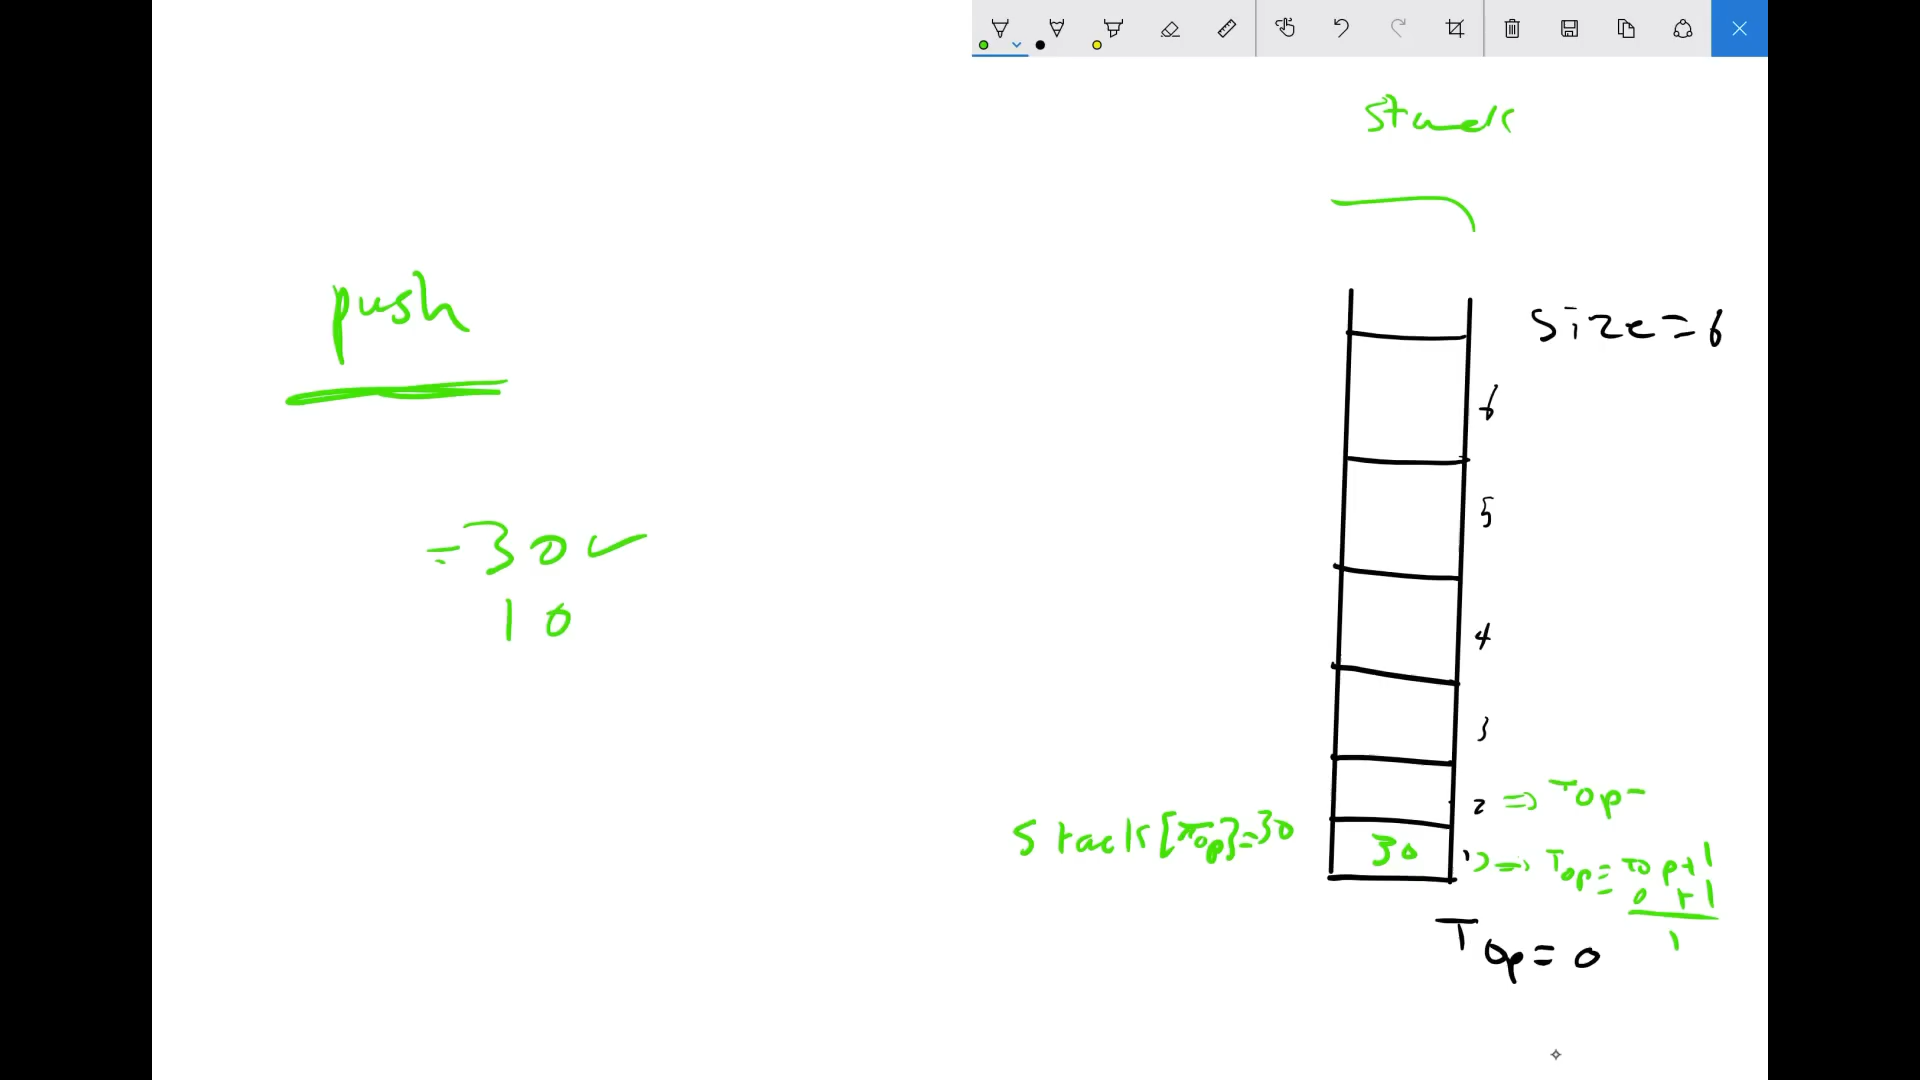 stack
push
size=6
6
5
=30✓
10
4
3
2 => Top=
Stack[Top]=30
30
1 => Top=Top+1
0+1
1
Top=0